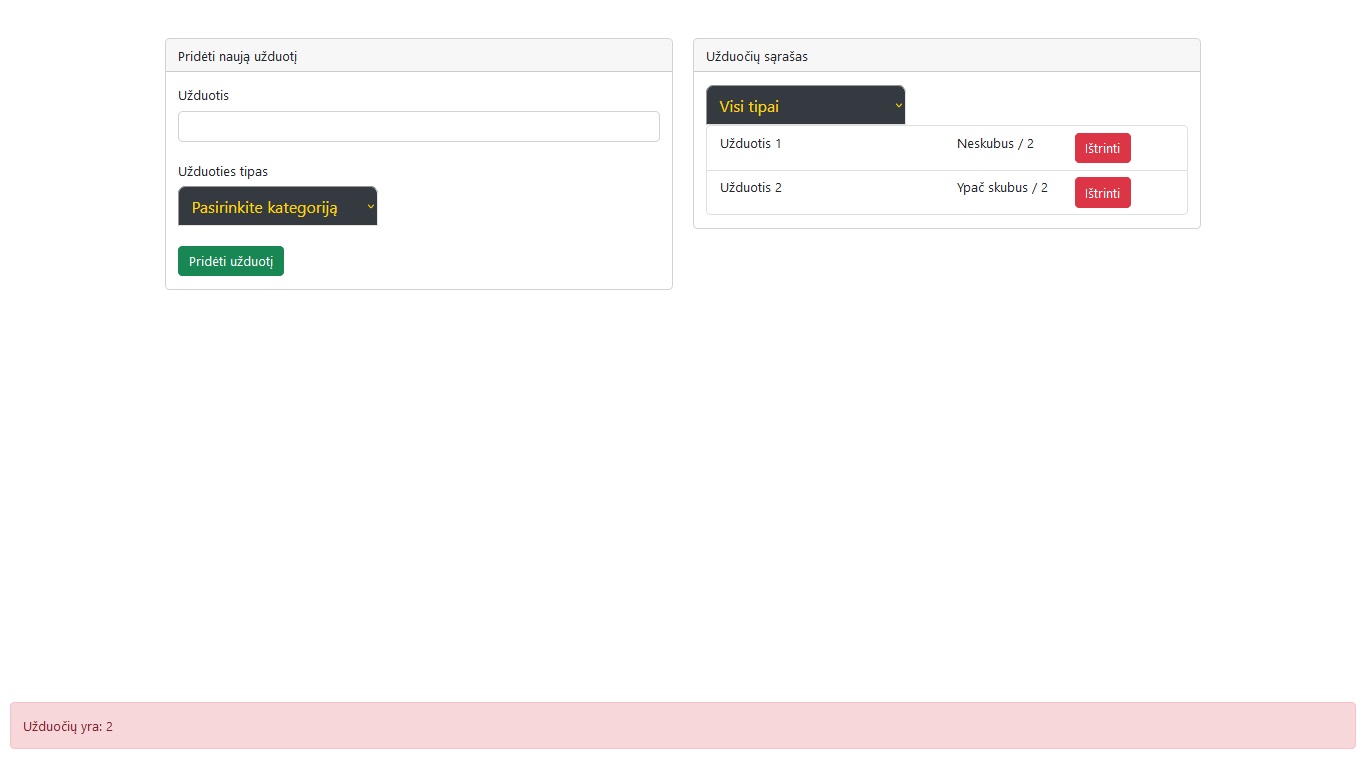 Pridėti naują užduotį
Užduotis
Užduoties tipas
Pasirinkite kategoriją
Pridėti užduotį
Užduočių sąrašas
Visi tipai
Užduotis 1 Neskubus / 2 Ištrinti
Užduotis 2 Ypač skubus / 2 Ištrinti
Užduočių yra: 2